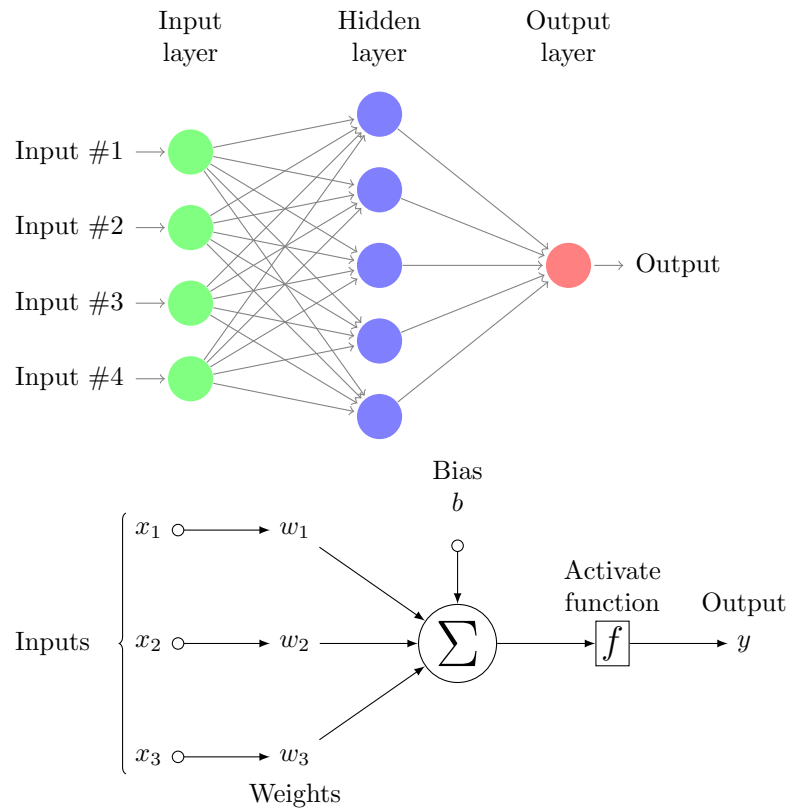 Input Hidden Output
layer layer layer
Input #1
Input #2
Input #3 Output
Input #4
Bias
b
x₁ w₁
Activate
function Output
Inputs x₂ w₂ Σ f y
x₃ w₃
Weights